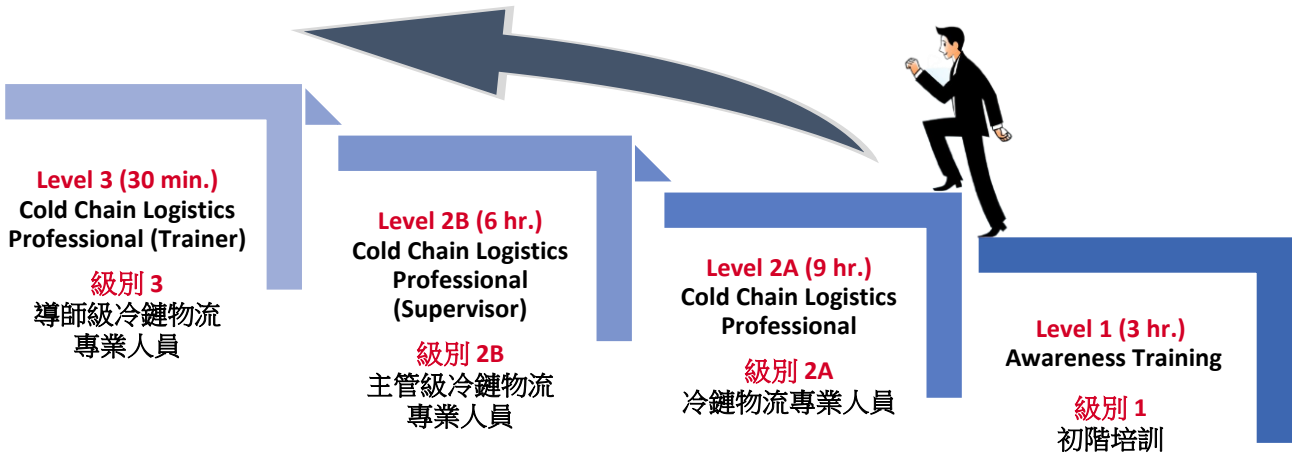 Level 3 (30 min.)
Cold Chain Logistics
Professional (Trainer)
級別 3
導師級冷鏈物流
專業人員
Level 2B (6 hr.)
Cold Chain Logistics
Professional
(Supervisor)
級別 2B
主管級冷鏈物流
專業人員
Level 2A (9 hr.)
Cold Chain Logistics
Professional
級別 2A
冷鏈物流專業人員
Level 1 (3 hr.)
Awareness Training
級別 1
初階培訓